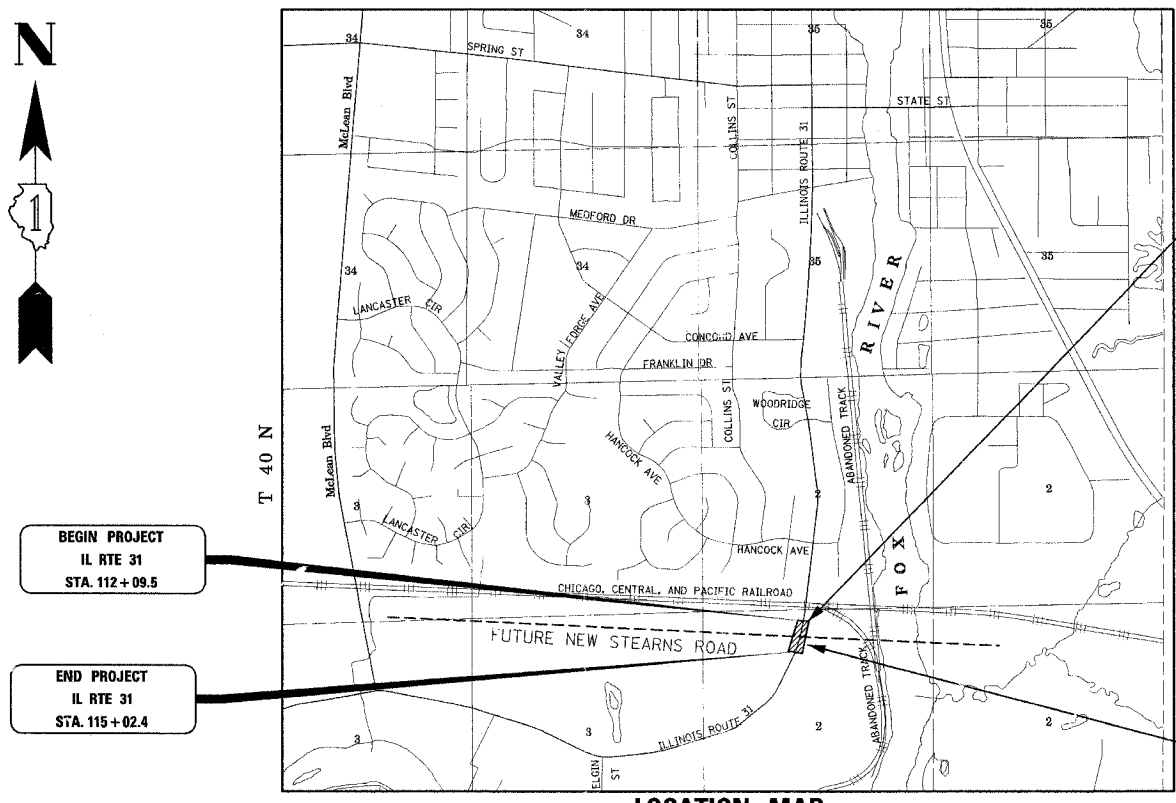 N
1
T 40 N
34
34
35
35
SPRING ST
McLean Blvd
COLLINS ST
STATE ST
ILLINOIS ROUTE 31
MEDFORD DR
34
34
35
35
RIVER
LANCASTER CIR
VALLEY FORGE AVE
CONCORD AVE
FRANKLIN DR
COLLINS ST
WOODRIDGE
CIR
ABANDONED TRACK
McLean Blvd
HANCOCK AVE
3
3
2
2
LANCASTER CIR
HANCOCK AVE
FOX
BEGIN PROJECT
IL RTE 31
STA. 112+09.5
CHICAGO, CENTRAL, AND PACIFIC RAILROAD
FUTURE NEW STEARNS ROAD
END PROJECT
IL RTE 31
STA. 115+02.4
ABANDONED TRACK
3
3
2
2
ILLINOIS ROUTE 31
ELGIN
ST
LOCATION MAP